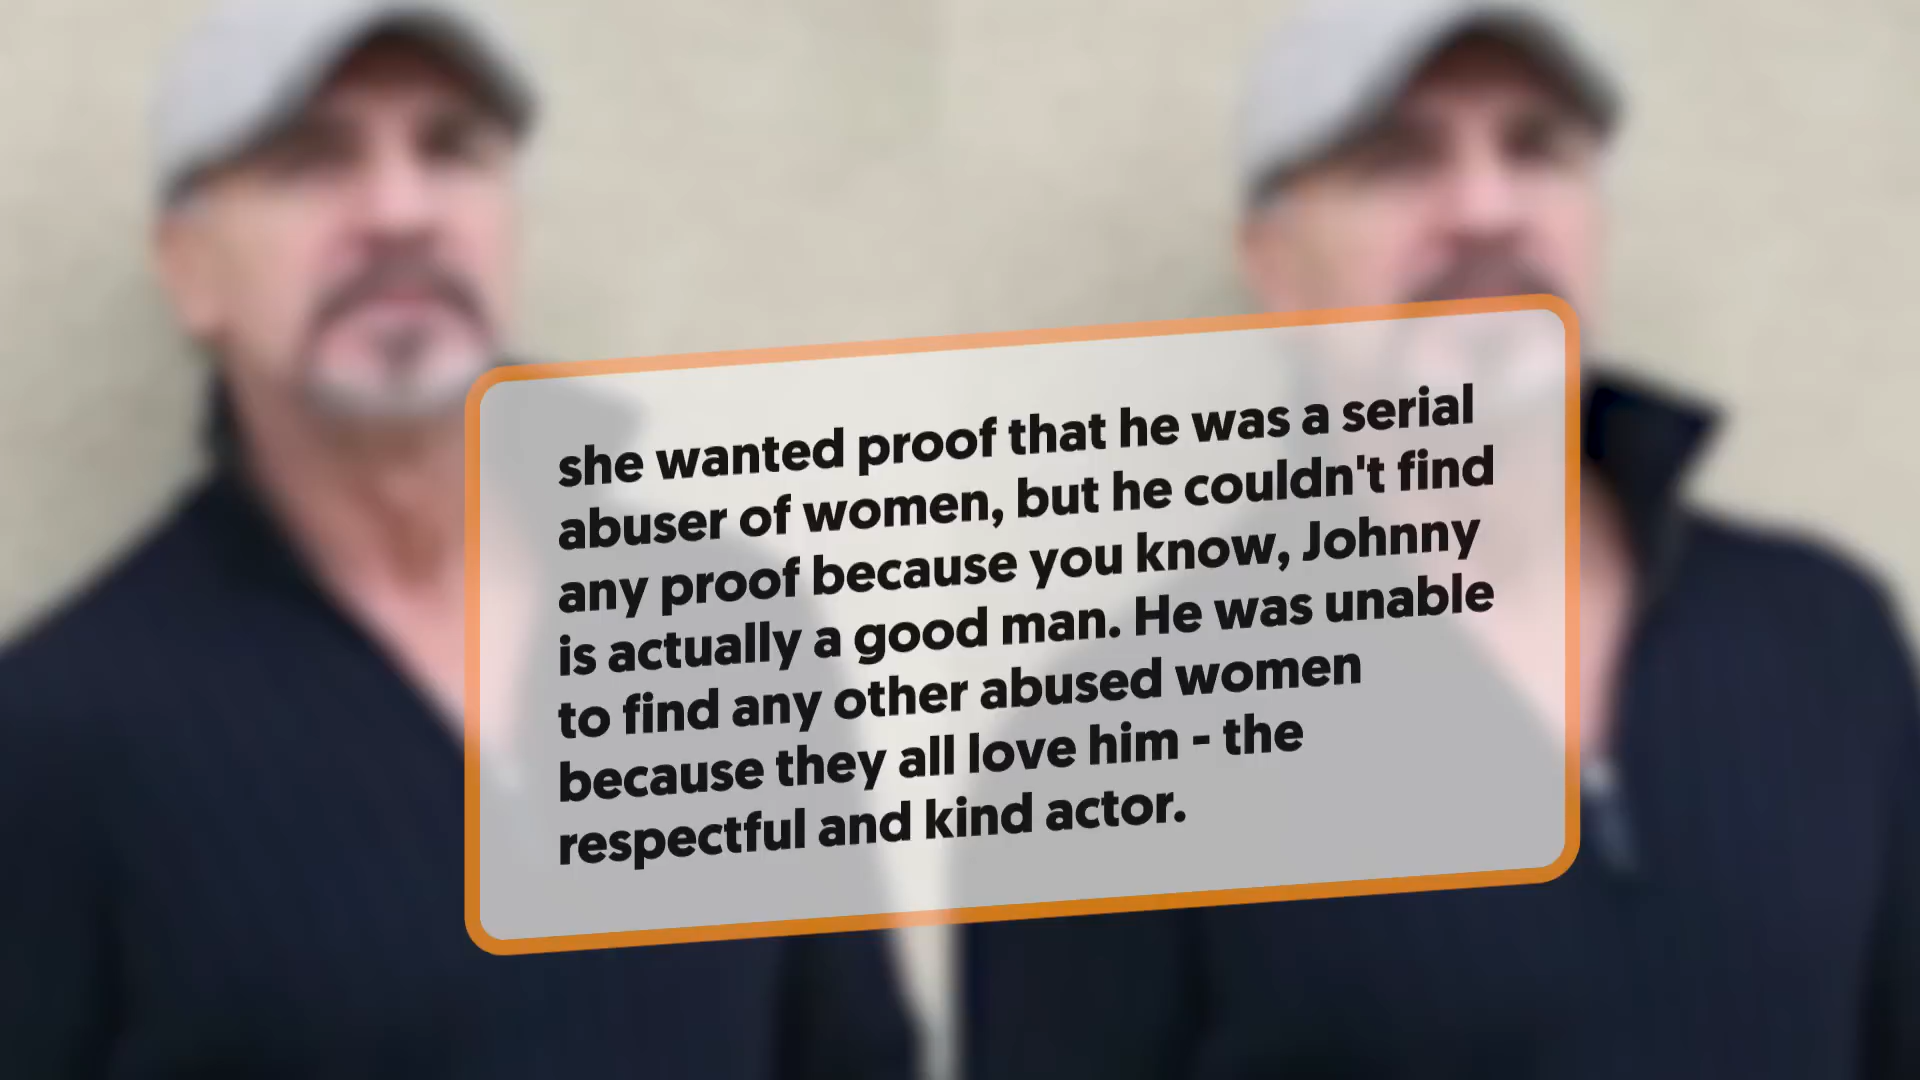 she wanted proof that he was a serial
abuser of women, but he couldn't find
any proof because you know, Johnny
is actually a good man. He was unable
to find any other abused women
because they all love him - the
respectful and kind actor.